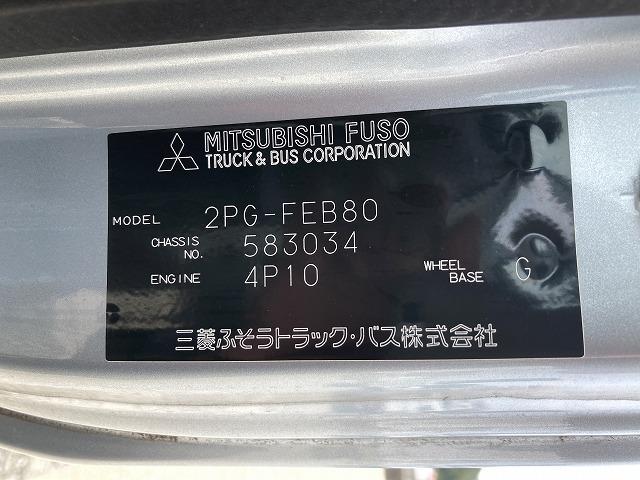 MITSUBISHI FUSO
TRUCK & BUS CORPORATION
MODEL 2PG-FEB80
CHASSIS NO. 583034
ENGINE 4P10 WHEEL BASE G
三菱ふそうトラック・バス株式会社